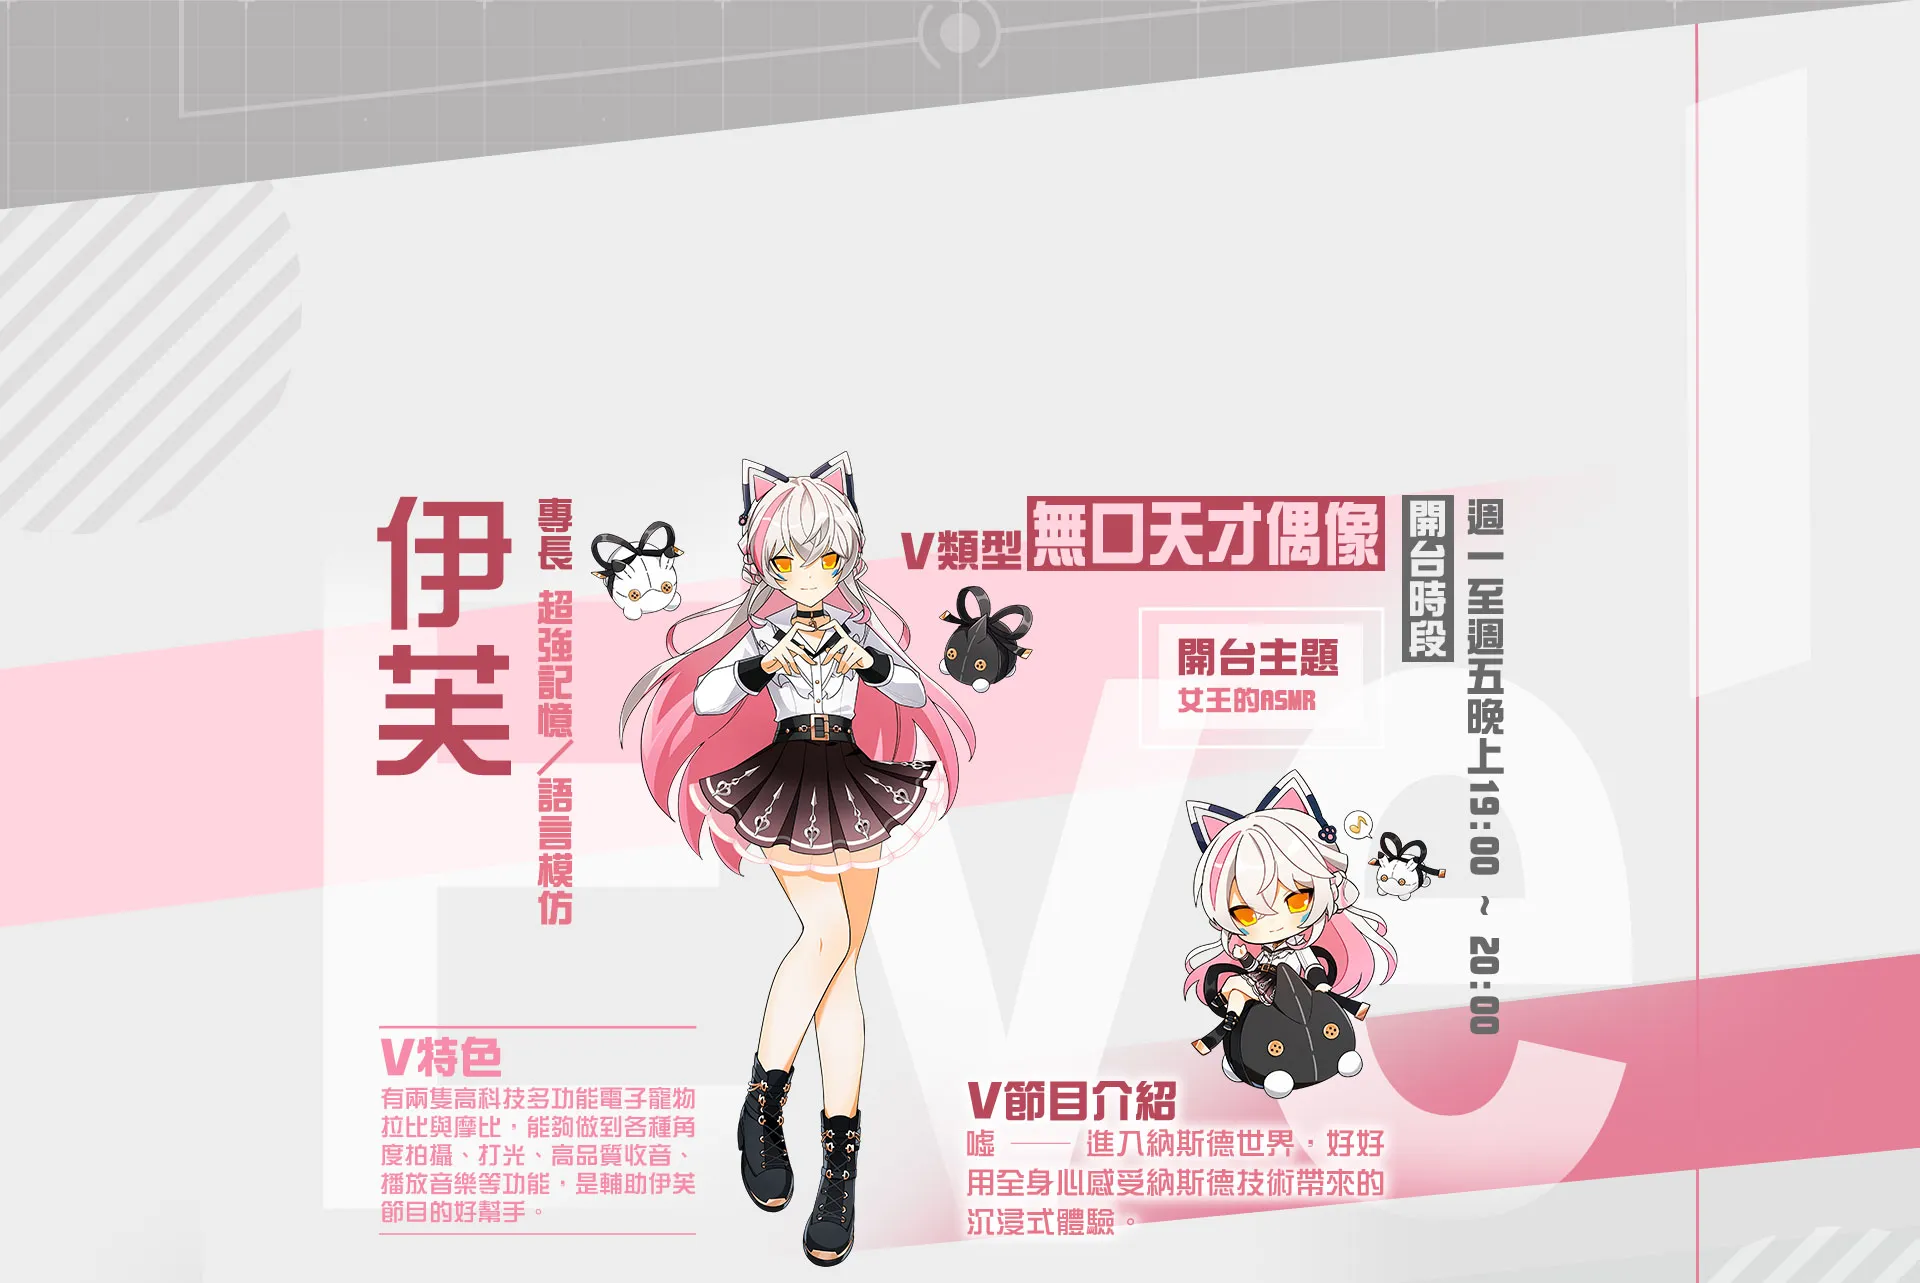 伊芙
專長 超強記憶／語言模仿
V類型 無口天才偶像
開台時段
週一至週五晚上19:00 ~ 20:00
開台主題
女王的ASMR
V特色
有兩隻高科技多功能電子寵物
拉比與摩比，能夠做到各種角
度拍攝、打光、高品質收音、
播放音樂等功能，是輔助伊芙
節目的好幫手。
V節目介紹
噓 —— 進入納斯德世界，好好
用全身心感受納斯德技術帶來的
沉浸式體驗。
Eve